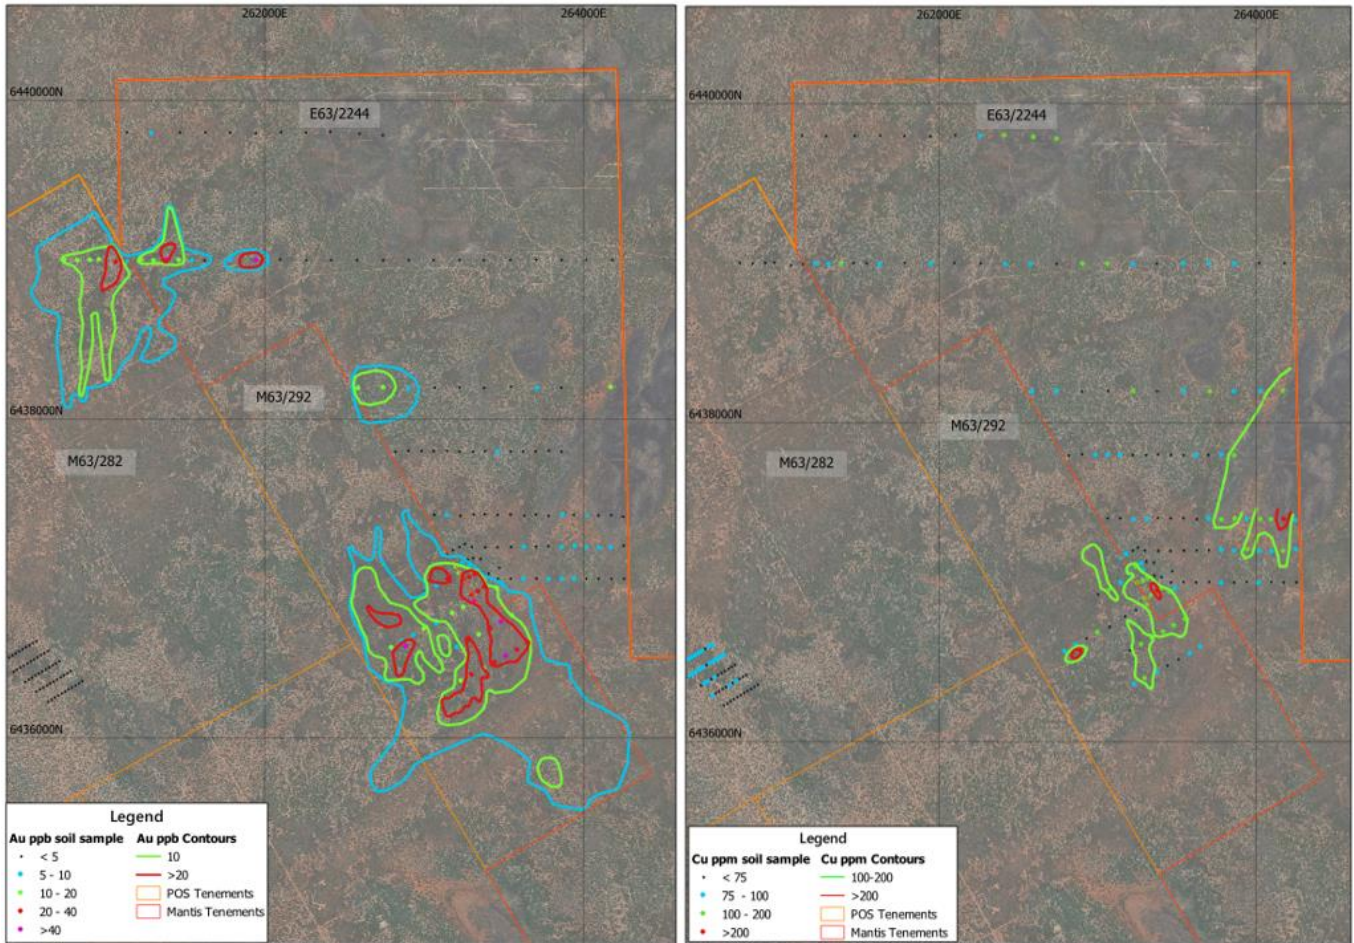 262000E
264000E
6440000N
E63/2244
M63/292
6438000N
M63/282
6436000N
Legend
Au ppb soil sample
Au ppb Contours
< 5
10
5 - 10
>20
10 - 20
POS Tenements
20 - 40
Mantis Tenements
>40
262000E
264000E
6440000N
E63/2244
6438000N
M63/292
M63/282
6436000N
Legend
Cu ppm soil sample
Cu ppm Contours
< 75
100-200
75 - 100
>200
100 - 200
POS Tenements
>200
Mantis Tenements